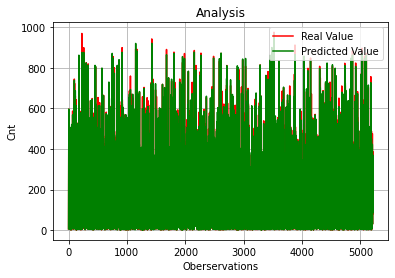 Analysis
Real Value
Predicted Value
Cnt
1000
800
600
400
200
0
0
1000
2000
3000
4000
5000
Oberservations